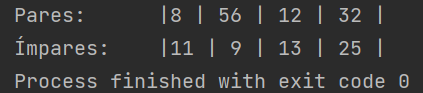 Pares:    |8 | 56 | 12 | 32 |
Ímpares:    |11 | 9 | 13 | 25 |
Process finished with exit code 0